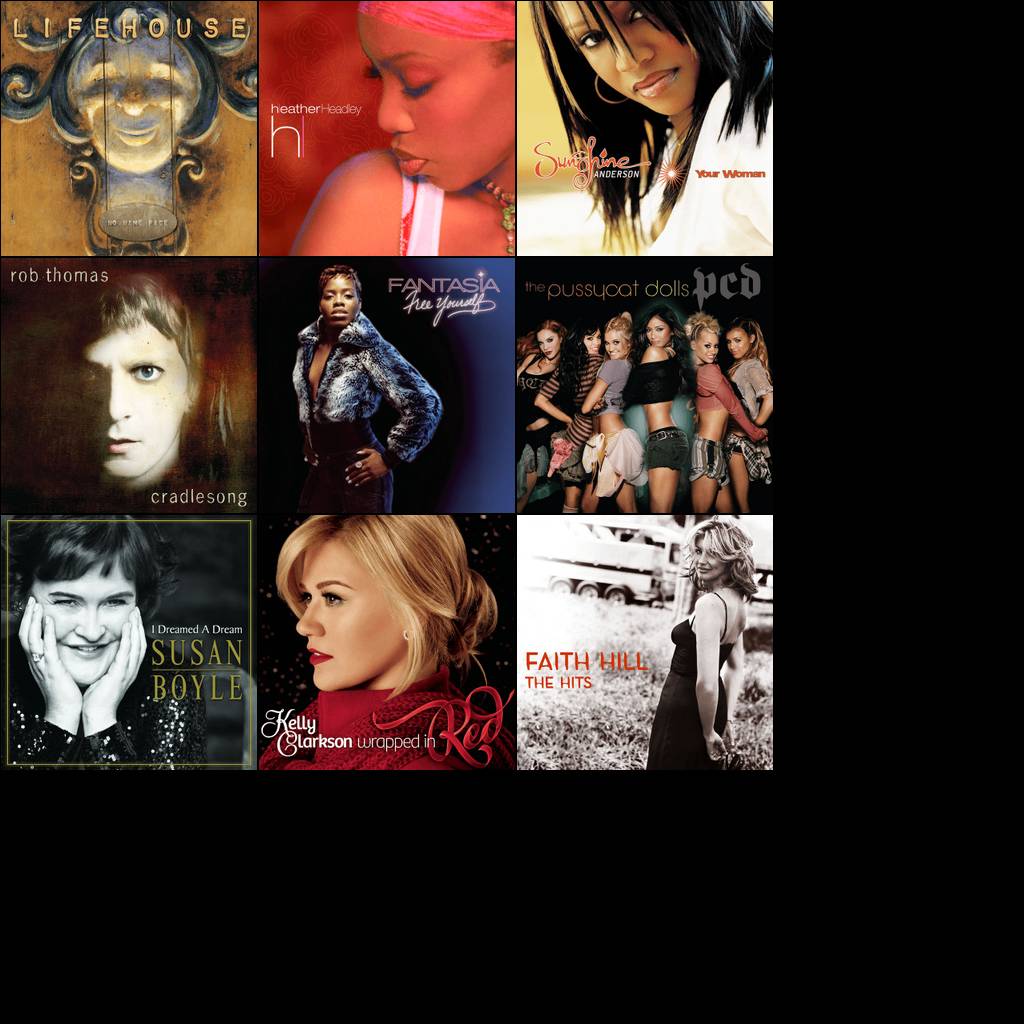 LIFEHOUSE
NO NAME FACE
heatherHeadley
hl
Sunshine
ANDERSON
Your Woman
rob thomas
cradlesong
FANTASIA
Free Yourself
the pussycat dolls pcd
I Dreamed A Dream
SUSAN
BOYLE
Kelly
Clarkson wrapped in Red
FAITH HILL
THE HITS